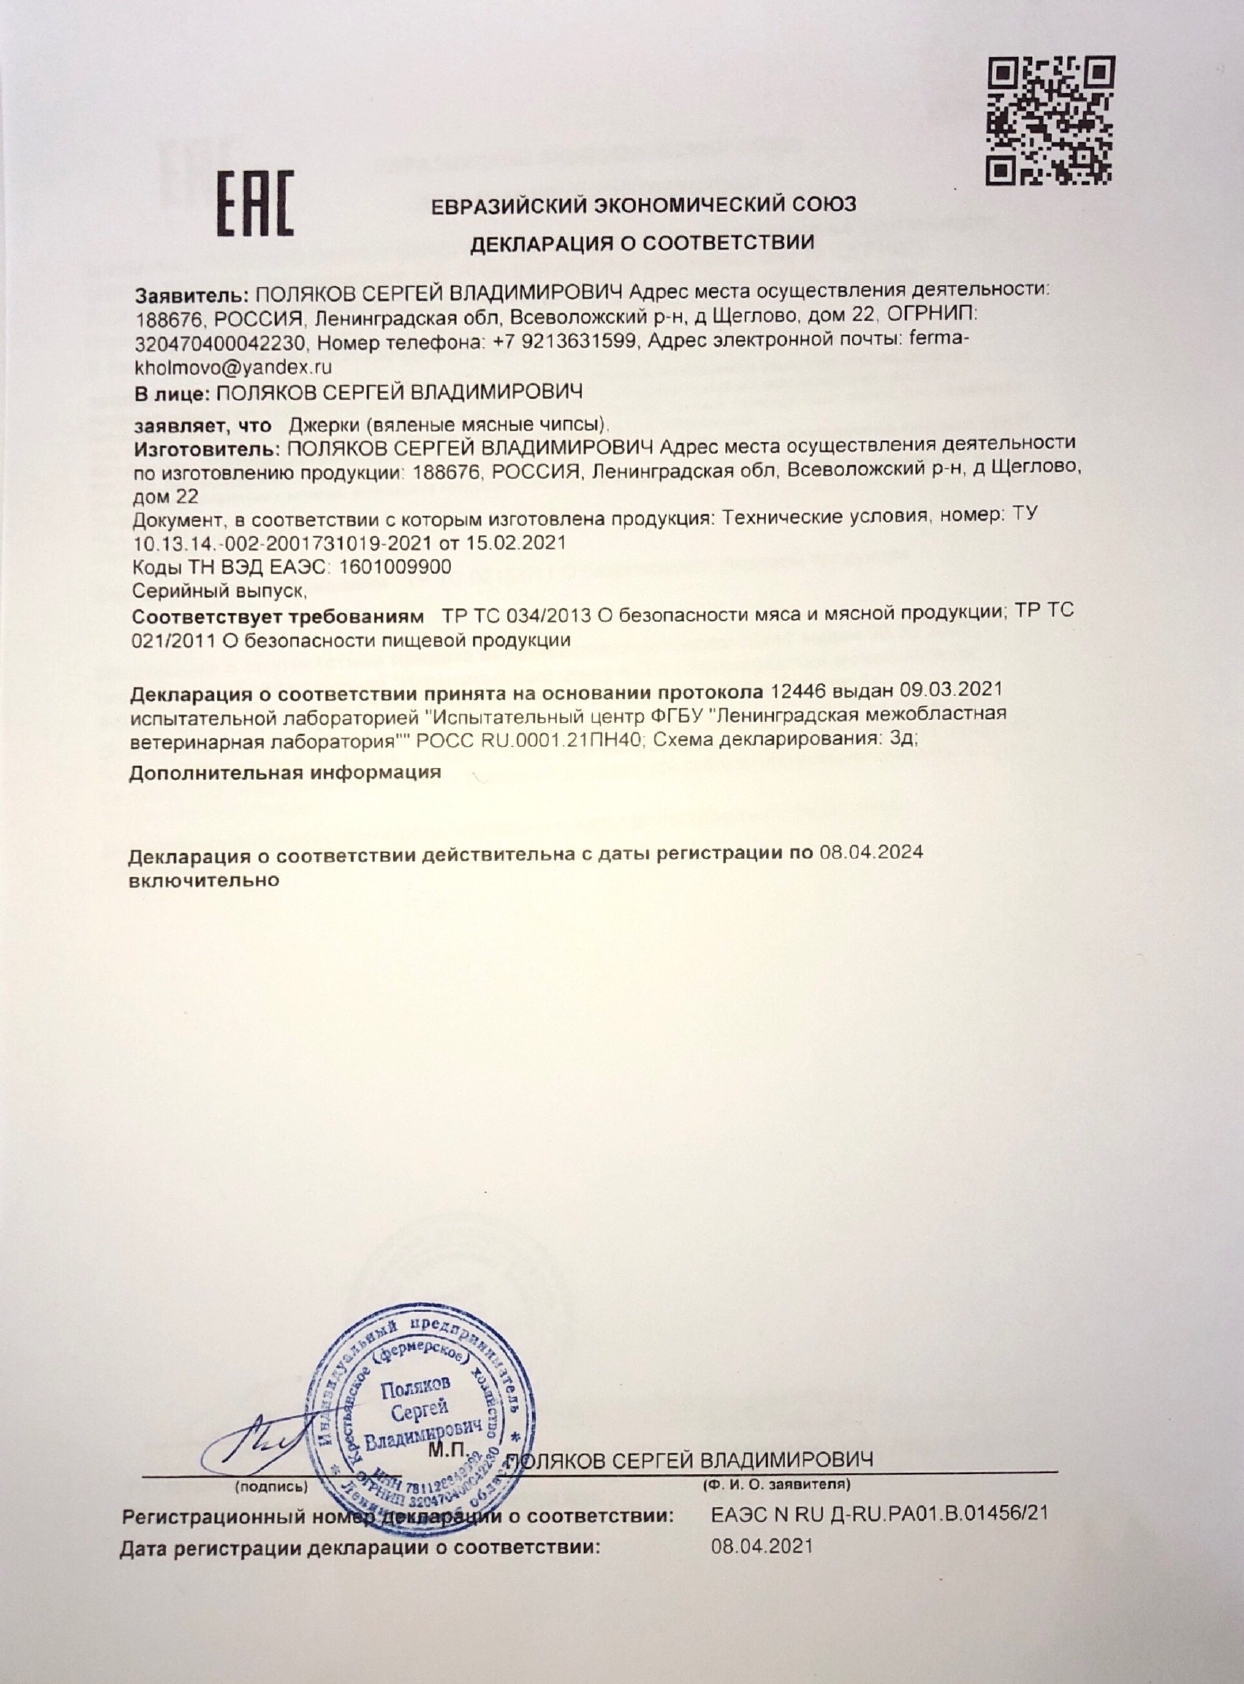 ЕАС
ЕВРАЗИЙСКИЙ ЭКОНОМИЧЕСКИЙ СОЮЗ
ДЕКЛАРАЦИЯ О СООТВЕТСТВИИ
Заявитель: ПОЛЯКОВ СЕРГЕЙ ВЛАДИМИРОВИЧ Адрес места осуществления деятельности:
188676, РОССИЯ, Ленинградская обл, Всеволожский р-н, д Щеглово, дом 22, ОГРНИП:
320470400042230, Номер телефона: +7 9213631599, Адрес электронной почты: ferma-
kholmovo@yandex.ru
В лице: ПОЛЯКОВ СЕРГЕЙ ВЛАДИМИРОВИЧ
заявляет, что Джерки (вяленые мясные чипсы),
Изготовитель: ПОЛЯКОВ СЕРГЕЙ ВЛАДИМИРОВИЧ Адрес места осуществления деятельности
по изготовлению продукции: 188676, РОССИЯ, Ленинградская обл, Всеволожский р-н, д Щеглово,
дом 22
Документ, в соответствии с которым изготовлена продукция: Технические условия, номер: ТУ
10.13.14.-002-2001731019-2021 от 15.02.2021
Коды ТН ВЭД ЕАЭС: 1601009900
Серийный выпуск,
Соответствует требованиям ТР ТС 034/2013 О безопасности мяса и мясной продукции; ТР ТС
021/2011 О безопасности пищевой продукции
Декларация о соответствии принята на основании протокола 12446 выдан 09.03.2021
испытательной лабораторией "Испытательный центр ФГБУ "Ленинградская межобластная
ветеринарная лаборатория"" РОСС RU.0001.21ПН40; Схема декларирования: 3д;
Дополнительная информация
Декларация о соответствии действительна с даты регистрации по 08.04.2024
включительно
Индивидуальный предприниматель
Крестьянское (фермерское) хозяйство
Поляков
Сергей
Владимирович
ИНН
ОГРНИП 320470400042230
* Ленинградская область *
М.П.
ПОЛЯКОВ СЕРГЕЙ ВЛАДИМИРОВИЧ
(подпись)
(Ф. И. О. заявителя)
Регистрационный номер декларации о соответствии: ЕАЭС N RU Д-RU.РА01.В.01456/21
Дата регистрации декларации о соответствии: 08.04.2021